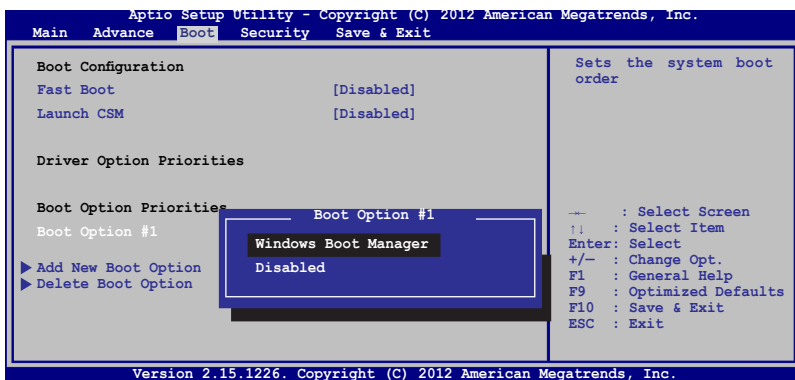 Aptio Setup Utility - Copyright (C) 2012 American Megatrends, Inc.
Main Advance Boot Security Save & Exit
Boot Configuration
Fast Boot [Disabled]
Launch CSM [Disabled]
Driver Option Priorities
Boot Option Priorities
Boot Option #1
Add New Boot Option
Delete Boot Option
Boot Option #1
Windows Boot Manager
Disabled
Sets the system boot
order
→← : Select Screen
↑↓ : Select Item
Enter: Select
+/— : Change Opt.
F1 : General Help
F9 : Optimized Defaults
F10 : Save & Exit
ESC : Exit
Version 2.15.1226. Copyright (C) 2012 American Megatrends, Inc.